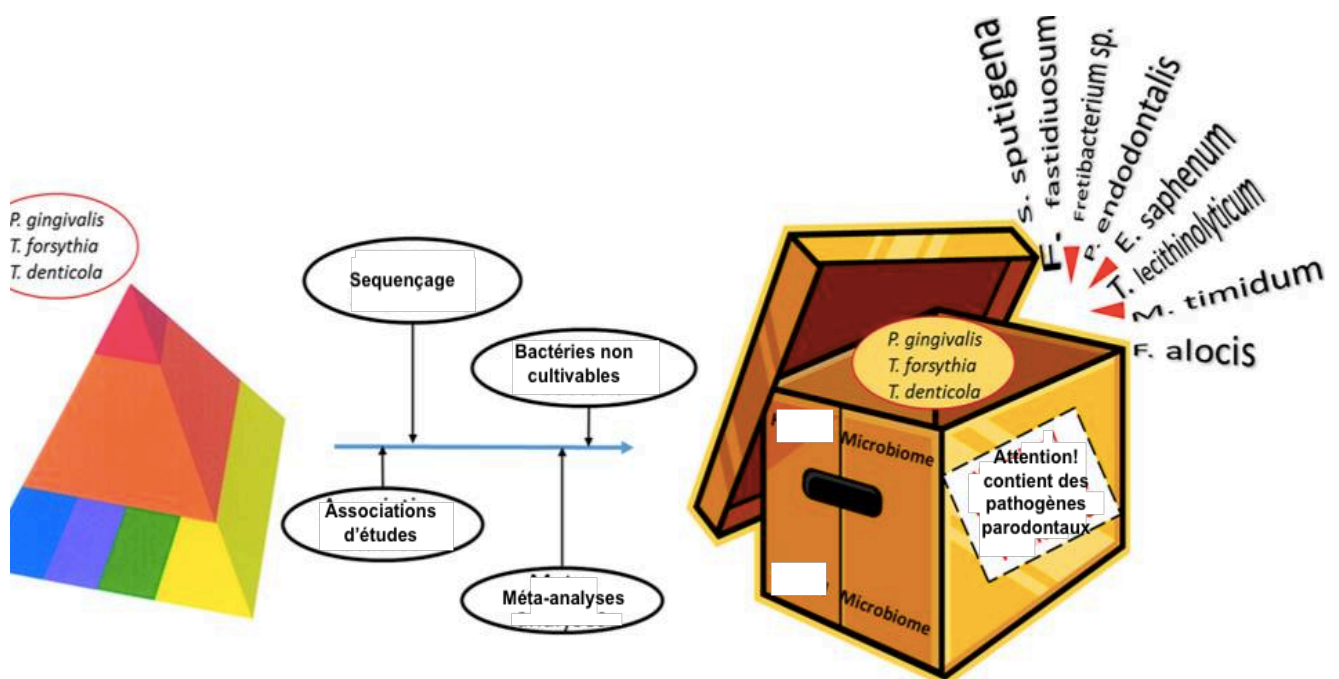 P. gingivalis
T. forsythia
T. denticola
Sequençage
Bactéries non
cultivables
Associations
d'études
Méta-analyses
S. sputigena
F. fastidiuosum
Fretibacterium sp.
P. endodontalis
E. saphenum
T. lecithinolyticum
M. timidum
F. alocis
P. gingivalis
T. forsythia
T. denticola
Microbiome
Microbiome
Attention!
contient des
pathogènes
parodontaux